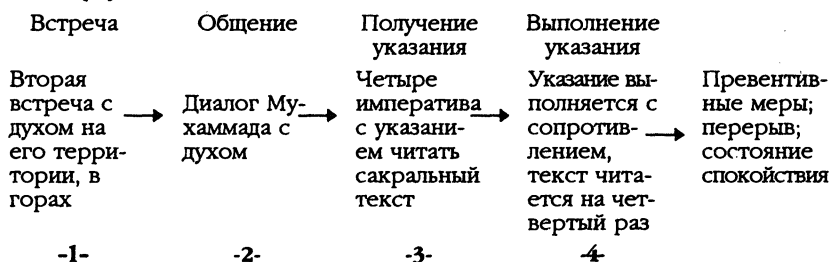 Встреча
Общение
Получение
указания
Выполнение
указания
Вторая
встреча с
духом на
его терри-
тории, в
горах
Диалог Му-
хаммада с
духом
Четыре
императива
с указани-
ем читать
сакральный
текст
Указание вы-
полняется с
сопротив-
лением,
текст чита-
ется на чет-
вертый раз
Превентив-
ные меры;
перерыв;
состояние
спокойствия
-1-
-2-
-3-
-4-